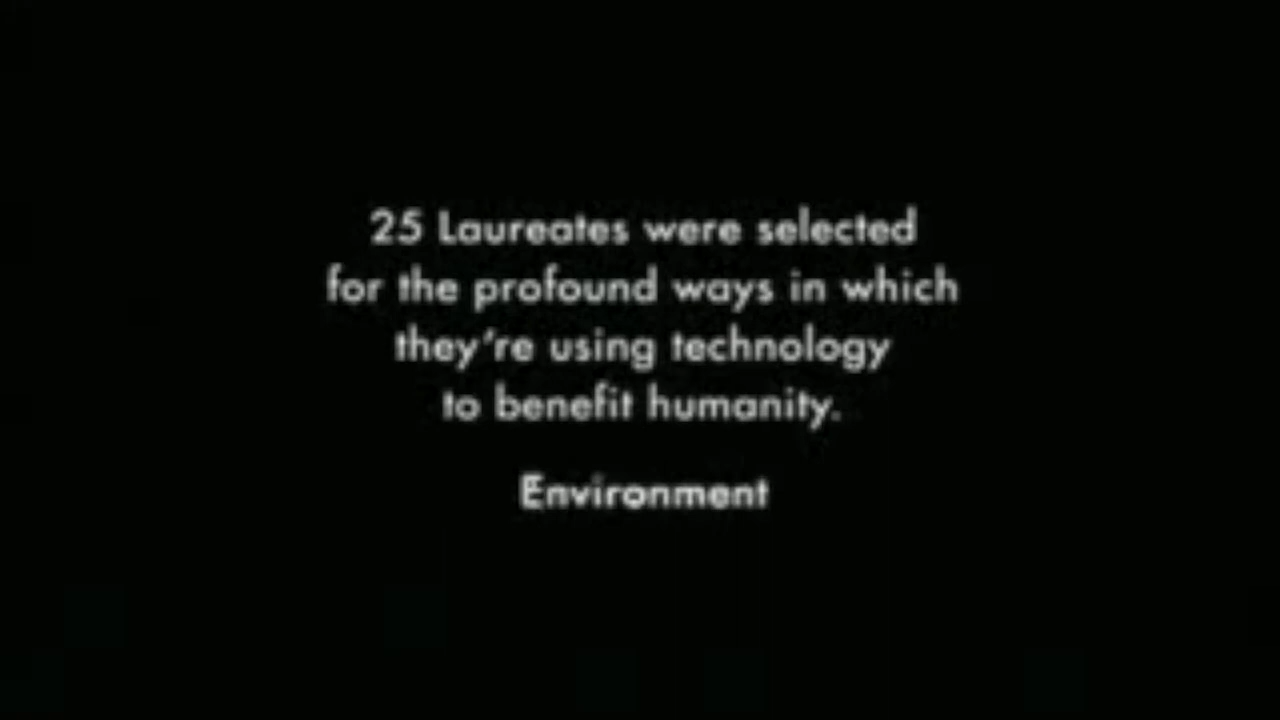 25 Laureates were selected
for the profound ways in which
they're using technology
to benefit humanity.
Environment